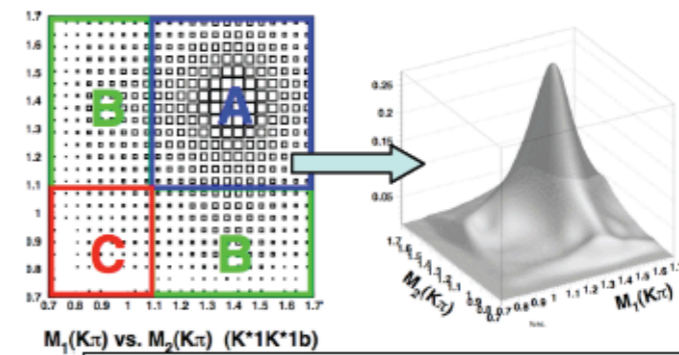 1.7
1.6
1.5
1.4
1.3
1.2
1.1
1
0.9
0.8
0.7
B
A
C
B
0.7 0.8 0.9 1 1.1 1.2 1.3 1.4 1.5 1.6 1.7
M1(Kπ) vs. M2(Kπ) (K*1K*1b)
0.25
0.2
0.15
0.05
M2(Kπ)
M1(Kπ)